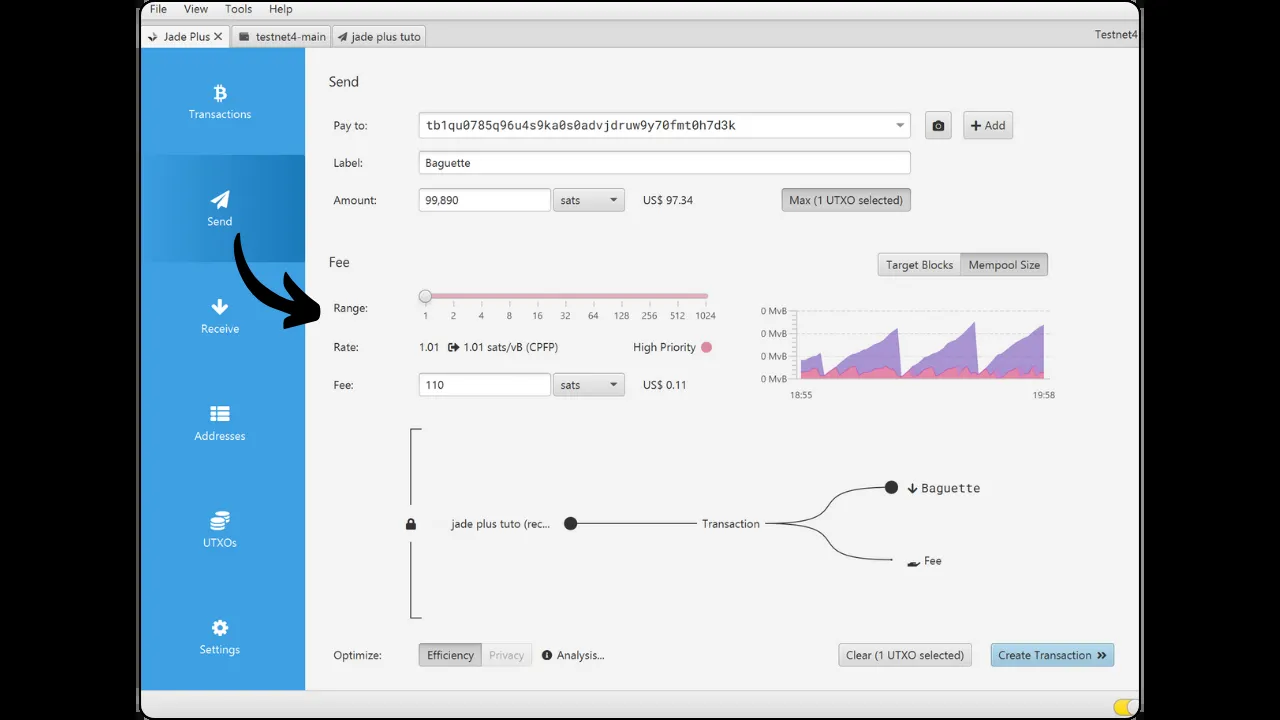 File View Tools Help
Jade Plus testnet4-main jade plus tuto Testnet4
Transactions
Send
Receive
Addresses
UTXOs
Settings
Send
Pay to: tb1qu0785q96u4s9ka0s0advjdruw9y70fmt0h7d3k Add
Label: Baguette
Amount: 99,890 sats US$ 97.34 Max (1 UTXO selected)
Fee Target Blocks Mempool Size
Range: 1 2 4 8 16 32 64 128 256 512 1024
Rate: 1.01 1.01 sats/vB (CPFP) High Priority
Fee: 110 sats US$ 0.11
0 MvB
0 MvB
0 MvB
0 MvB
18:55 19:58
jade plus tuto (rec... Transaction
Baguette
Fee
Optimize: Efficiency Privacy Analysis... Clear (1 UTXO selected) Create Transaction